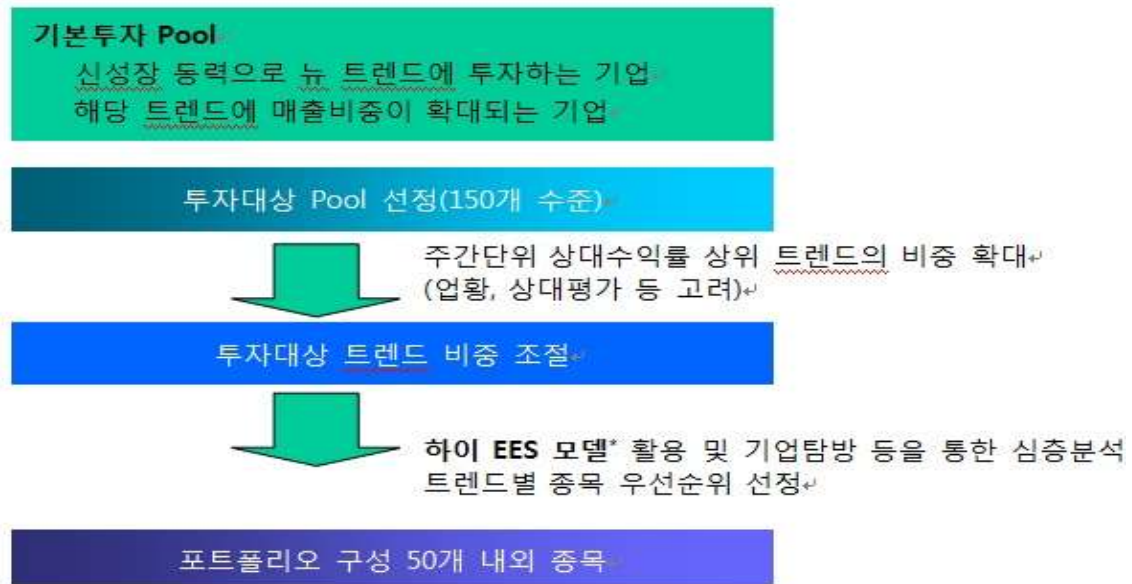 기본투자 Pool
신성장 동력으로 뉴 트렌드에 투자하는 기업
해당 트렌드에 매출비중이 확대되는 기업
투자대상 Pool 선정(150개 수준)
주간단위 상대수익률 상위 트렌드의 비중 확대
(업황, 상대평가 등 고려)
투자대상 트렌드 비중 조절
하이 EES 모델* 활용 및 기업탐방 등을 통한 심층분석
트렌드별 종목 우선순위 선정
포트폴리오 구성 50개 내외 종목